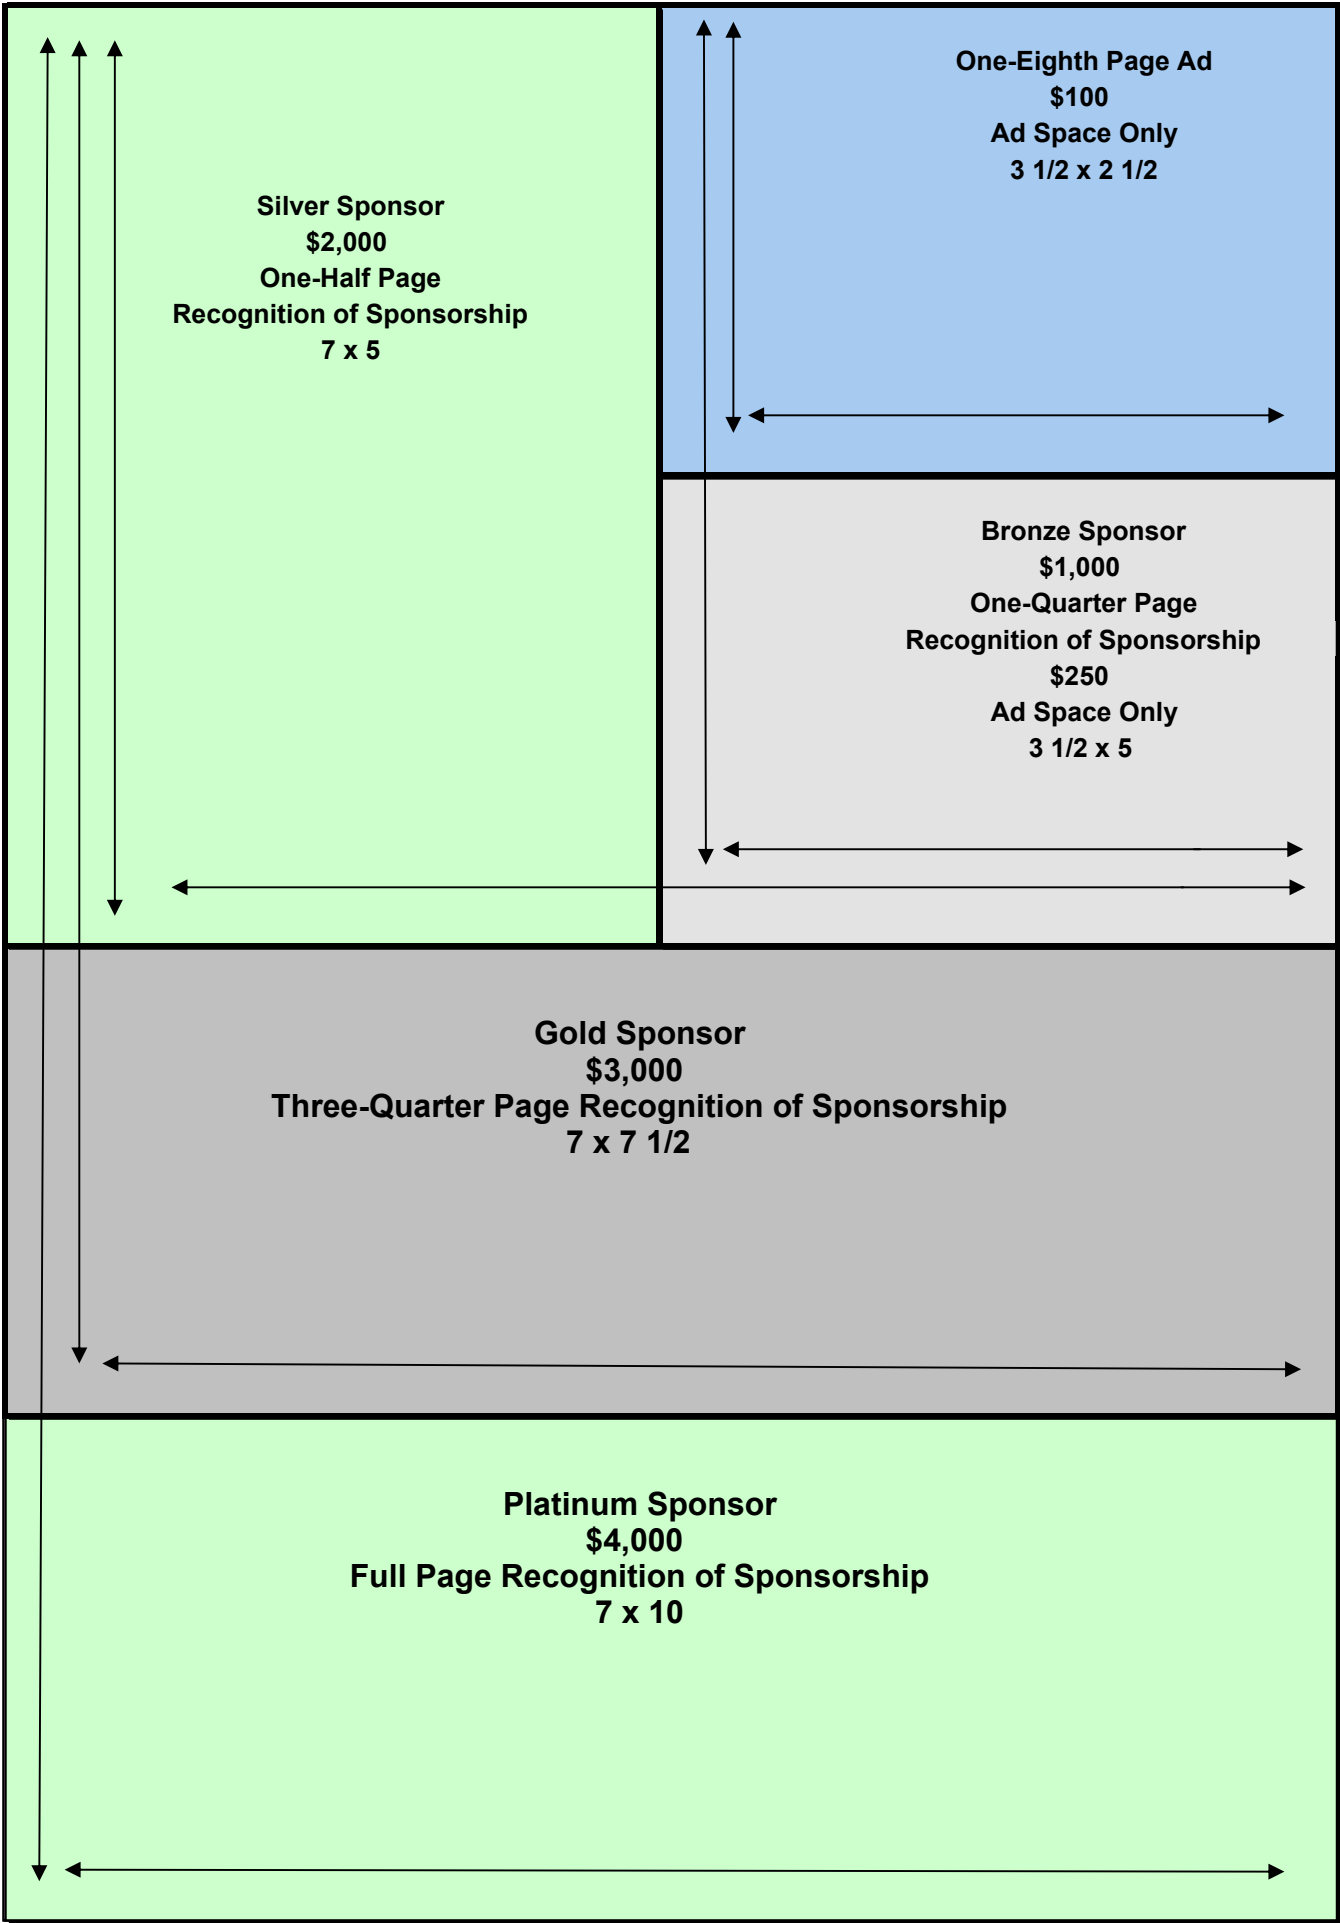 Silver Sponsor
$2,000
One-Half Page
Recognition of Sponsorship
7 x 5
One-Eighth Page Ad
$100
Ad Space Only
3 1/2 x 2 1/2
Bronze Sponsor
$1,000
One-Quarter Page
Recognition of Sponsorship
$250
Ad Space Only
3 1/2 x 5
Gold Sponsor
$3,000
Three-Quarter Page Recognition of Sponsorship
7 x 7 1/2
Platinum Sponsor
$4,000
Full Page Recognition of Sponsorship
7 x 10